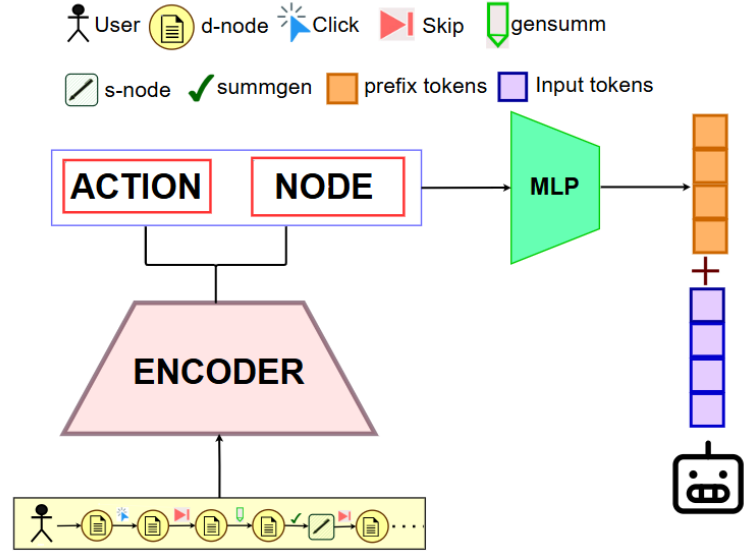 User d-node Click Skip gensumm
s-node summgen prefix tokens Input tokens
ACTION NODE MLP
ENCODER